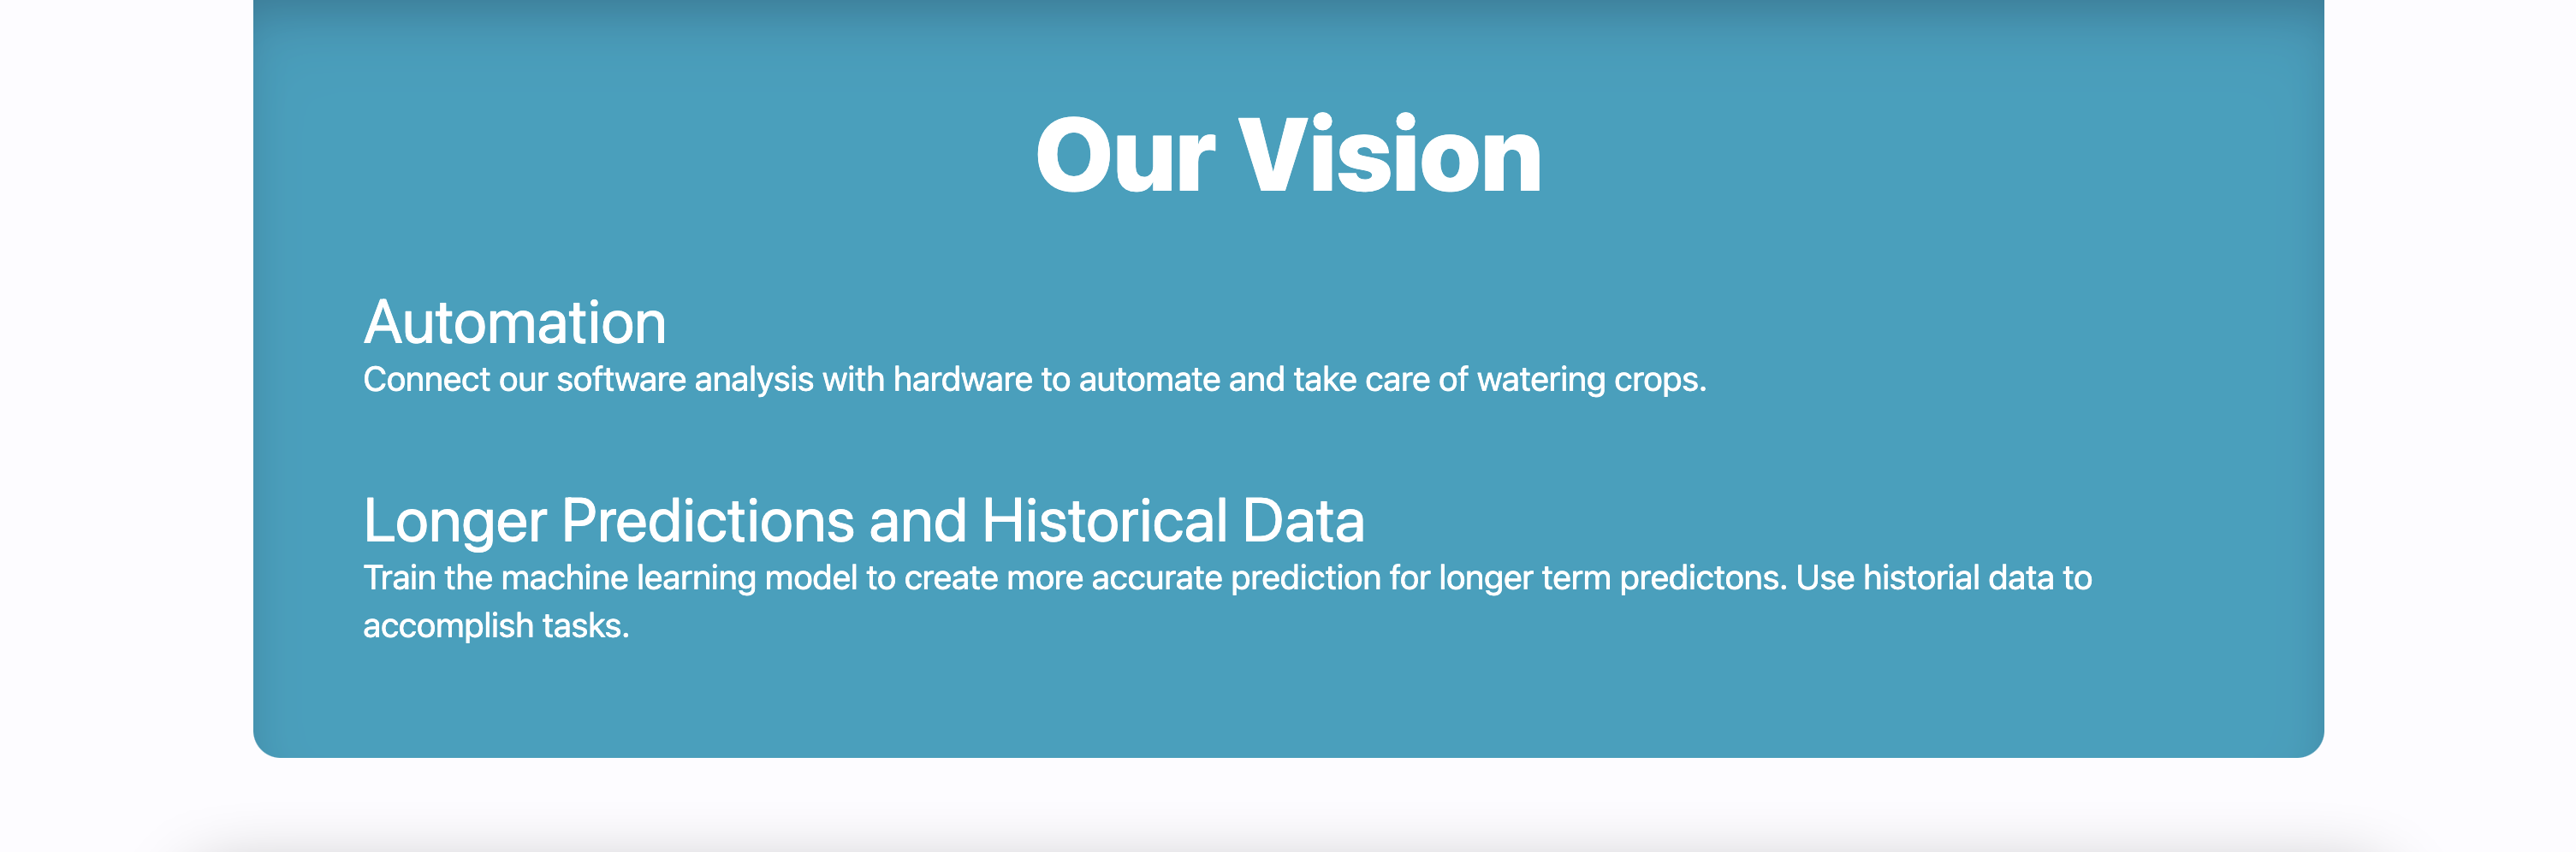 Our Vision
Automation
Connect our software analysis with hardware to automate and take care of watering crops.
Longer Predictions and Historical Data
Train the machine learning model to create more accurate prediction for longer term predictons. Use historial data to
accomplish tasks.